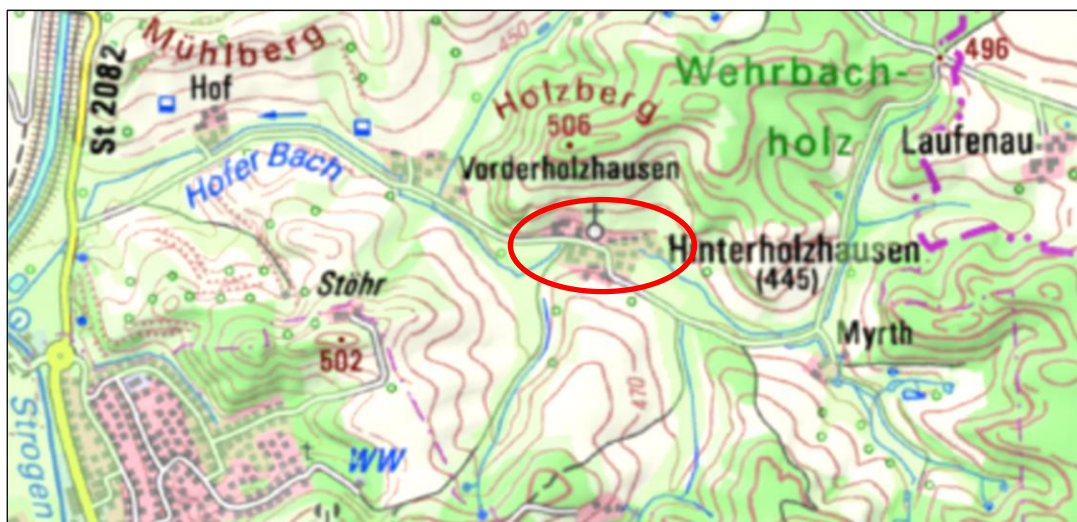 Mühlberg
Hof
St 2082
450
Holzberg
506
Wehrbach-
holz
496
Laufenau
Hofer Bach
Vorderholzhausen
Hinterholzhausen
(445)
Stöhr
502
Myrth
470
Strogen
WW